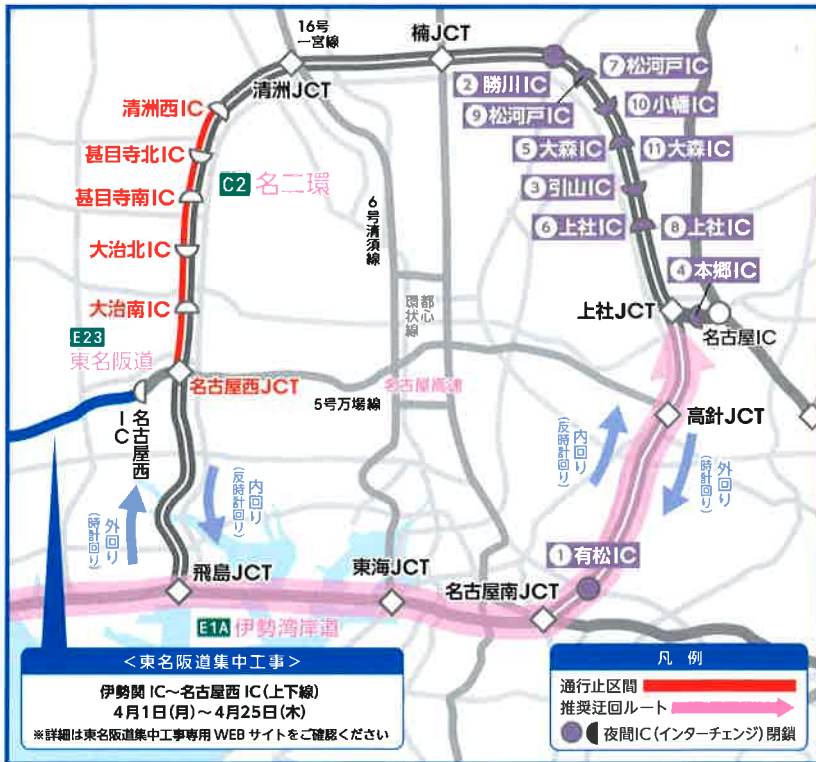 16号
一宮線
楠JCT
清洲JCT
②勝川IC
⑦松河戸IC
⑨松河戸IC
⑩小幡IC
⑤大森IC
⑪大森IC
③引山IC
⑥上社IC
⑧上社IC
④本郷IC
清洲西IC
甚目寺北IC
甚目寺南IC
大治北IC
大治南IC
C2 名二環
6号清須線
都心
環状線
上社JCT
名古屋IC
E23
東名阪道
名古屋西JCT
5号万場線
名古屋高速
高針JCT
名古屋西
IC
内回り
(反時計回り)
外回り
(時計回り)
内回り
(反時計回り)
外回り
(時計回り)
①有松IC
飛島JCT
東海JCT
名古屋南JCT
E1A 伊勢湾岸道
<東名阪道集中工事>
伊勢関IC~名古屋西IC(上下線)
4月1日(月)~4月25日(木)
※詳細は東名阪道集中工事専用WEBサイトをご確認ください
凡 例
通行止区間
推奨迂回ルート
夜間IC(インターチェンジ)閉鎖